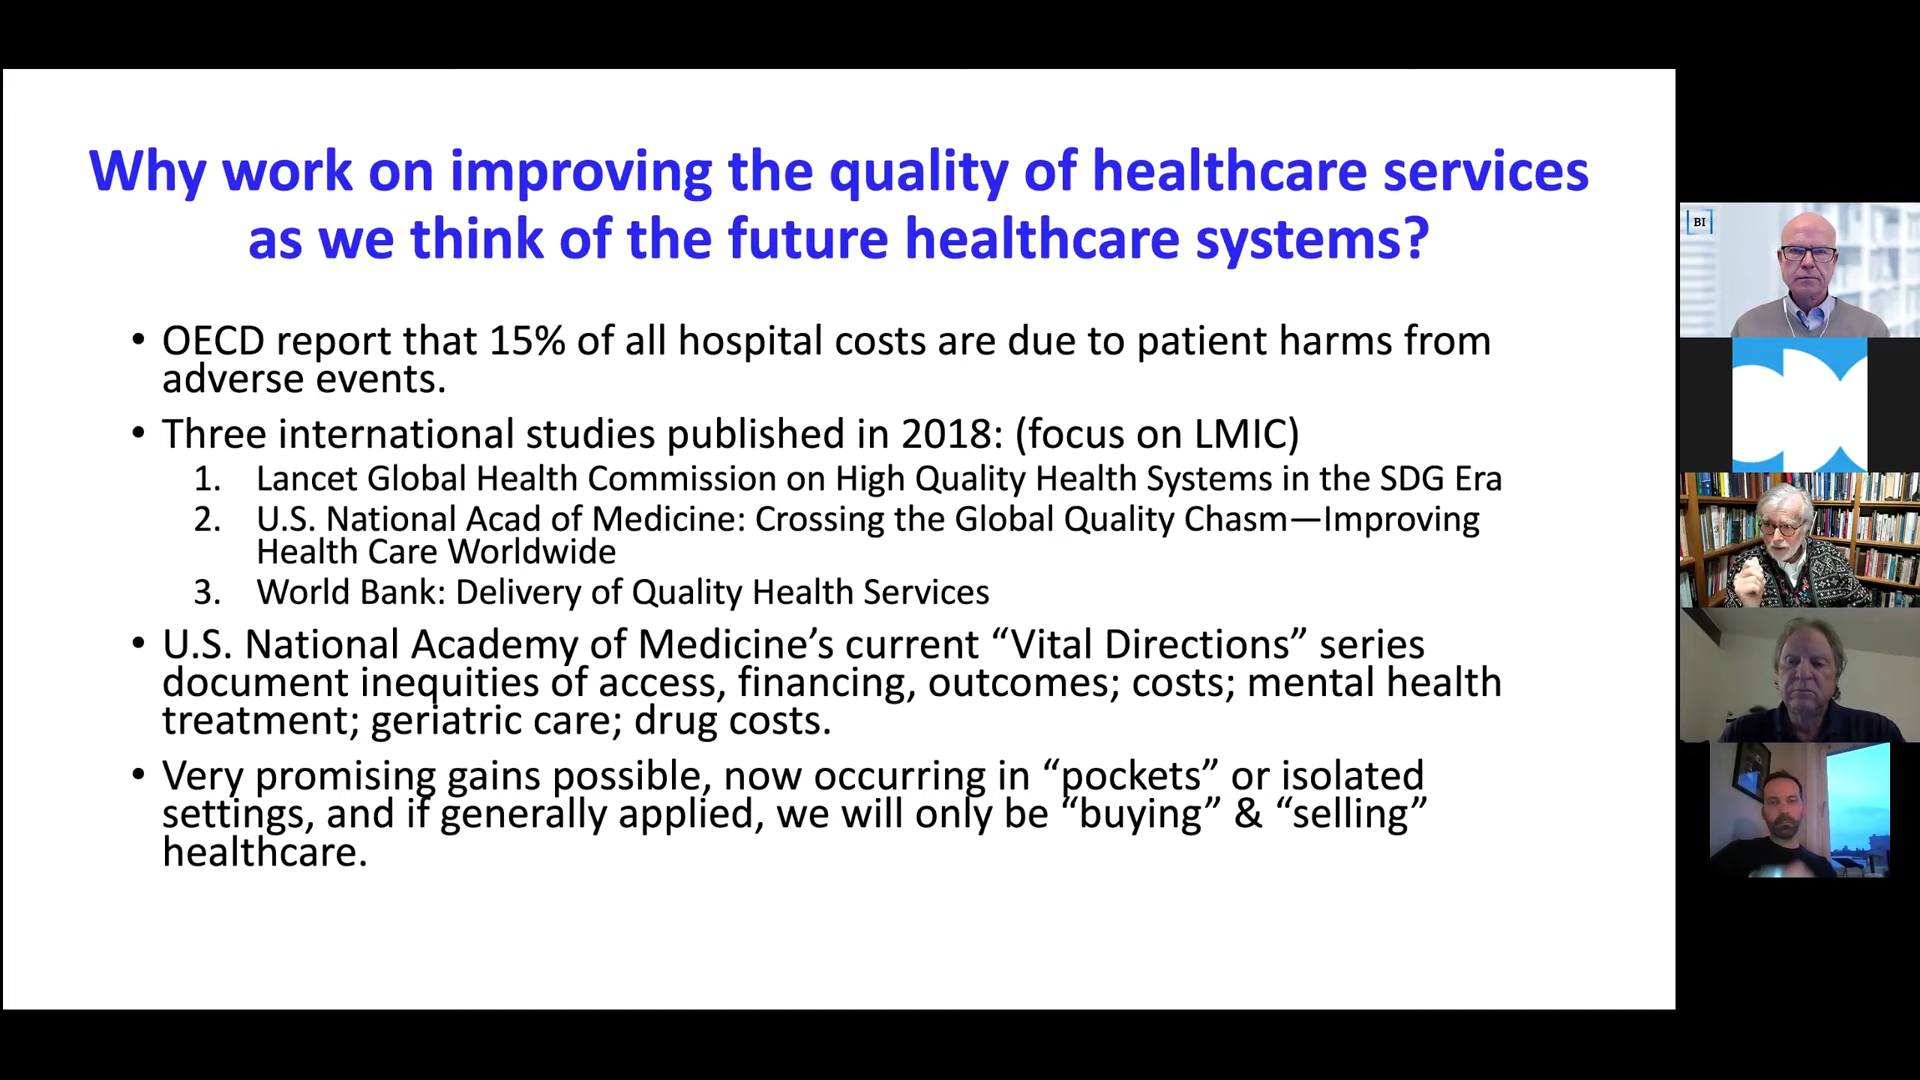 Why work on improving the quality of healthcare services
as we think of the future healthcare systems?
• OECD report that 15% of all hospital costs are due to patient harms from
adverse events.
• Three international studies published in 2018: (focus on LMIC)
1. Lancet Global Health Commission on High Quality Health Systems in the SDG Era
2. U.S. National Acad of Medicine: Crossing the Global Quality Chasm—Improving
Health Care Worldwide
3. World Bank: Delivery of Quality Health Services
• U.S. National Academy of Medicine’s current “Vital Directions” series
document inequities of access, financing, outcomes; costs; mental health
treatment; geriatric care; drug costs.
• Very promising gains possible, now occurring in “pockets” or isolated
settings, and if generally applied, we will only be “buying” & “selling”
healthcare.
BI